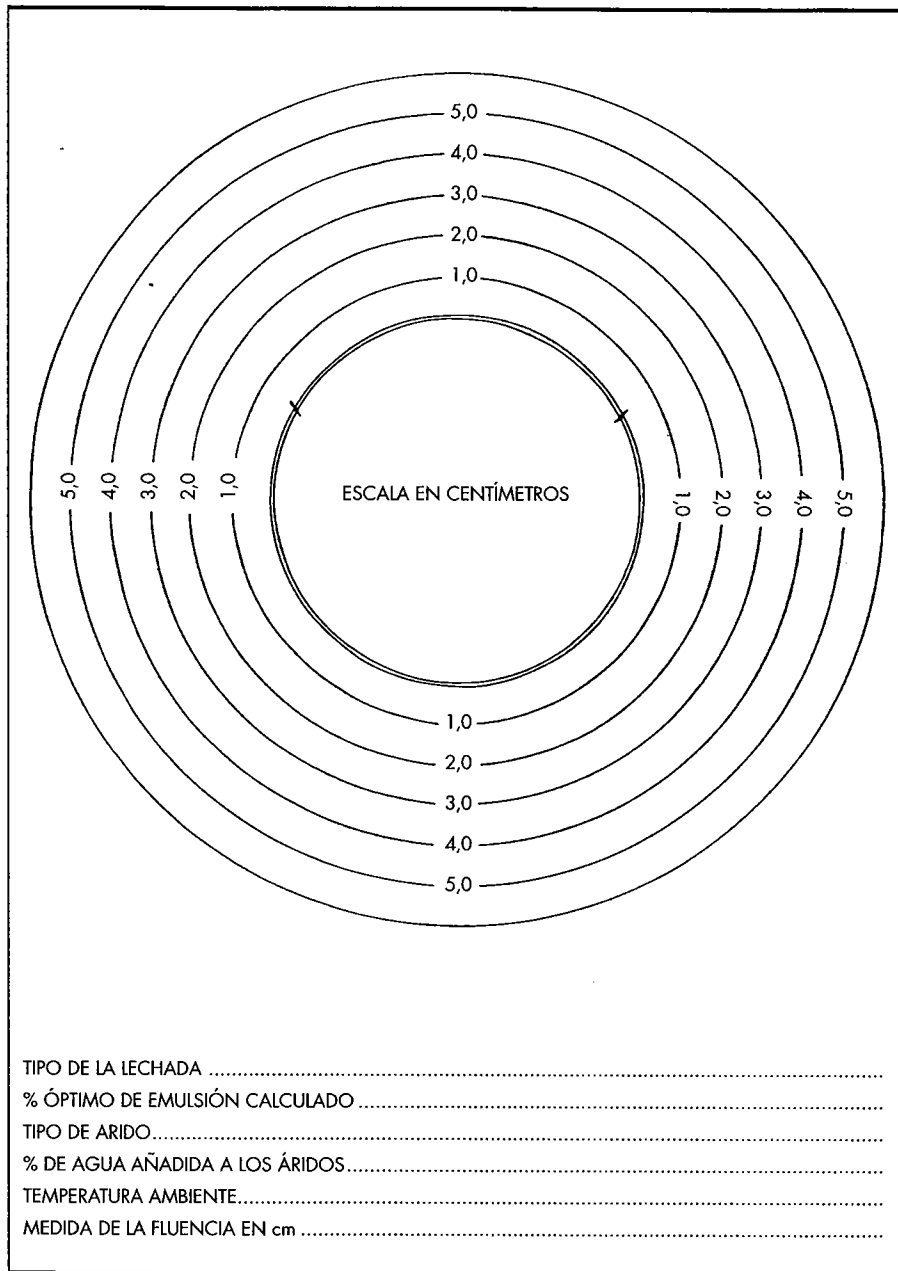 5,0
4,0
3,0
2,0
1,0
5,0 4,0 3,0 2,0 1,0 ESCALA EN CENTÍMETROS 1,0 2,0 3,0 4,0 5,0
1,0
2,0
3,0
4,0
5,0
TIPO DE LA LECHADA
% ÓPTIMO DE EMULSIÓN CALCULADO
TIPO DE ARIDO
% DE AGUA AÑADIDA A LOS ÁRIDOS
TEMPERATURA AMBIENTE
MEDIDA DE LA FLUENCIA EN cm